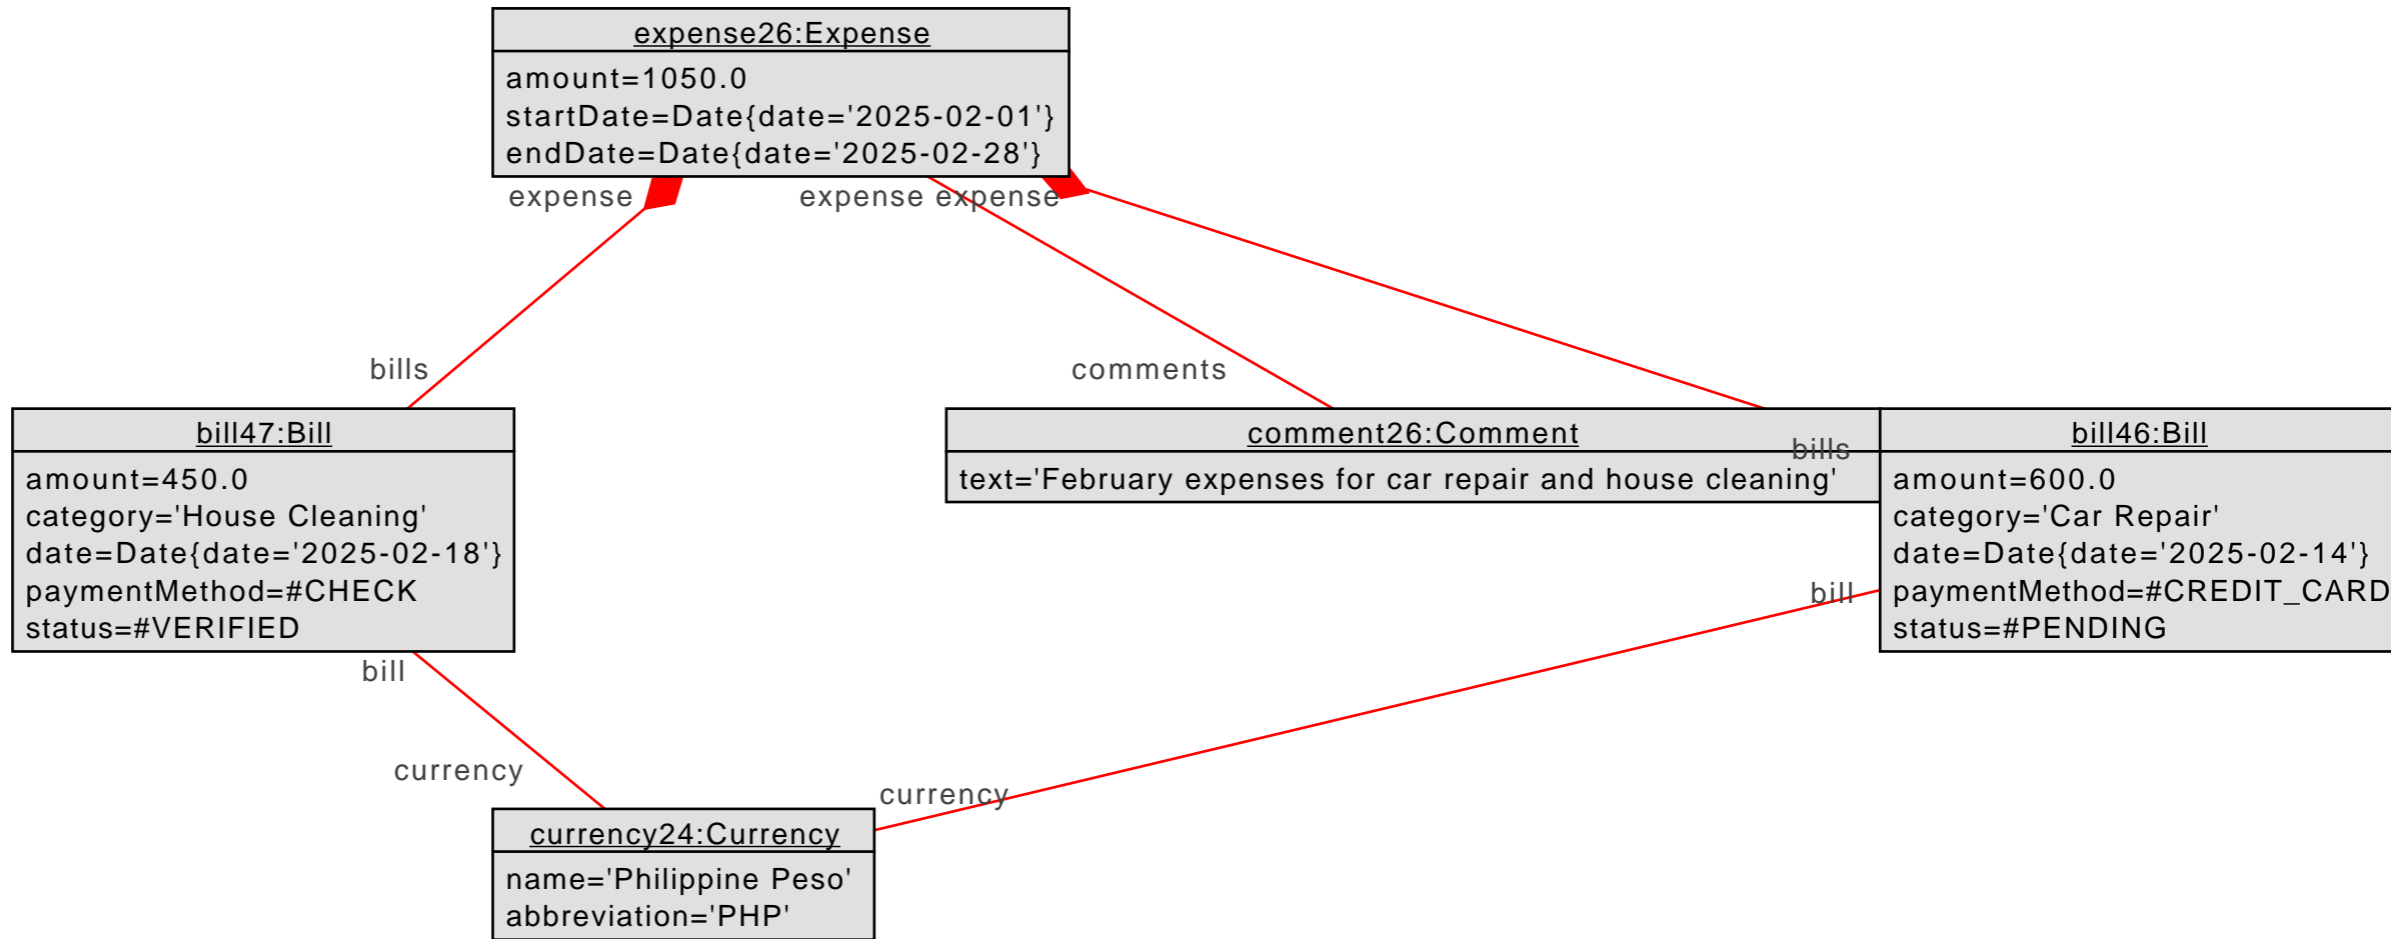 expense26:Expense
amount=1050.0
startDate=Date{date='2025-02-01'}
endDate=Date{date='2025-02-28'}
expense
expense
expense
bills
comments
bills
bill47:Bill
amount=450.0
category='House Cleaning'
date=Date{date='2025-02-18'}
paymentMethod=#CHECK
status=#VERIFIED
comment26:Comment
text='February expenses for car repair and house cleaning'
bill46:Bill
amount=600.0
category='Car Repair'
date=Date{date='2025-02-14'}
paymentMethod=#CREDIT_CARD
status=#PENDING
bill
bill
currency
currency
currency24:Currency
name='Philippine Peso'
abbreviation='PHP'